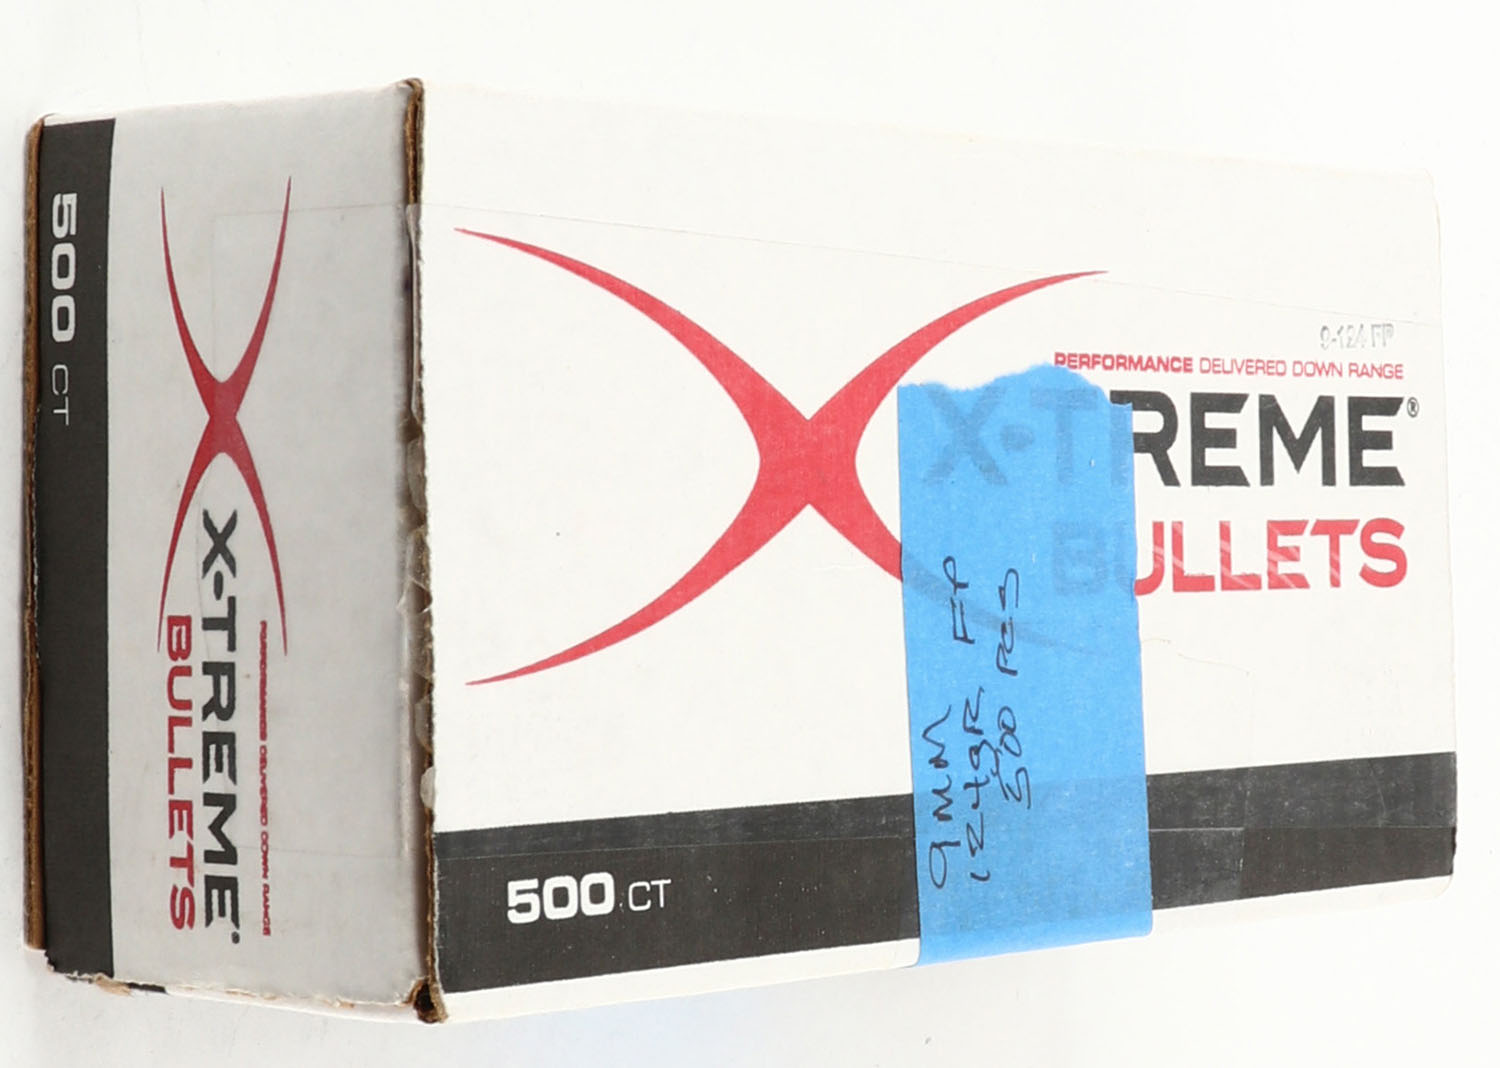 500 CT
PERFORMANCE DELIVERED DOWN RANGE
X-TREME
BULLETS
9-124 FP
PERFORMANCE DELIVERED DOWN RANGE
X-TREME®
BULLETS
9MM
124gR FP
500 PCS
500 CT